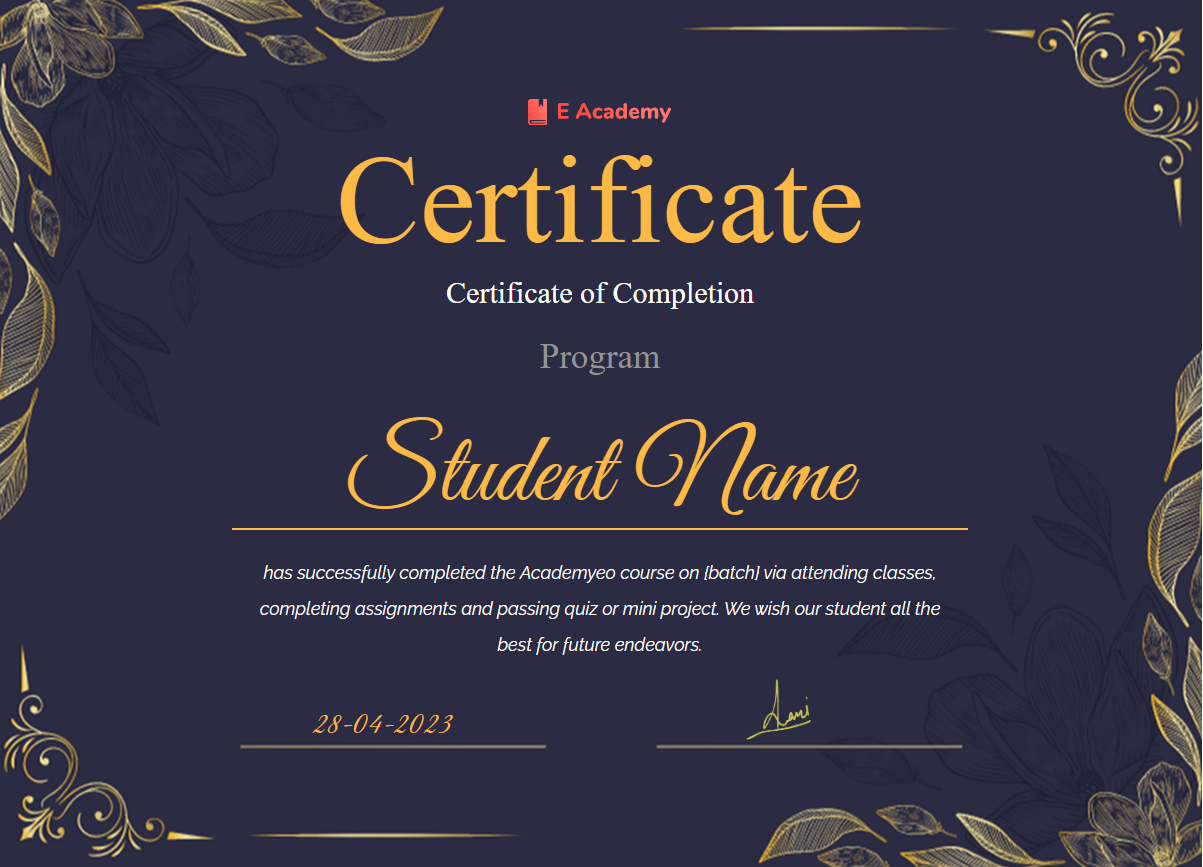 E Academy
Certificate
Certificate of Completion
Program
Student Name
has successfully completed the Academyeo course on {batch} via attending classes,
completing assignments and passing quiz or mini project. We wish our student all the
best for future endeavors.
28-04-2023